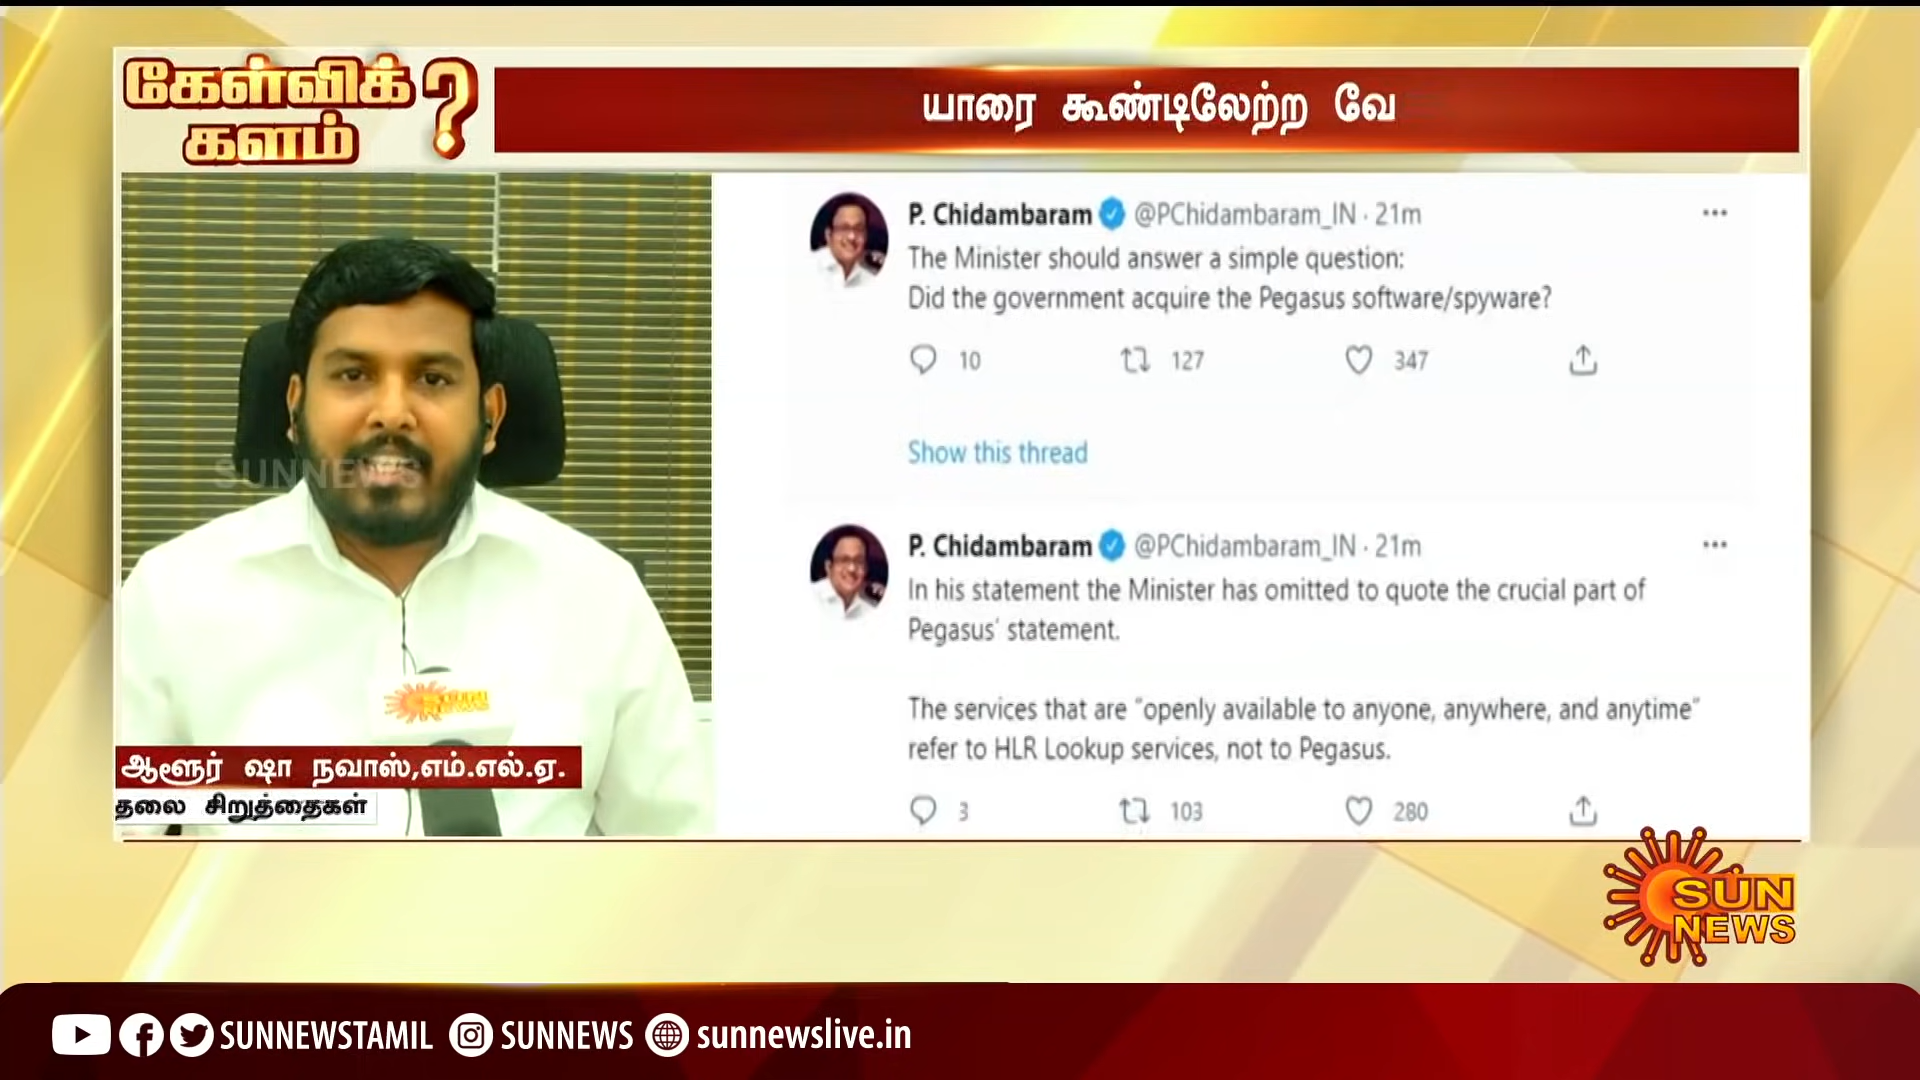 கேள்விக்
களம்?
யாரை கூண்டிலேற்ற வே
P. Chidambaram @PChidambaram_IN · 21m
The Minister should answer a simple question:
Did the government acquire the Pegasus software/spyware?
10 127 347
Show this thread
P. Chidambaram @PChidambaram_IN · 21m
In his statement the Minister has omitted to quote the crucial part of
Pegasus' statement.
The services that are "openly available to anyone, anywhere, and anytime"
refer to HLR Lookup services, not to Pegasus.
3 103 280
SUNNEWS
SUN
NEWS
ஆளூர் ஷா நவாஸ்,எம்.எல்.ஏ.
தலை சிறுத்தைகள்
SUN
NEWS
SUNNEWSTAMIL SUNNEWS sunnewslive.in